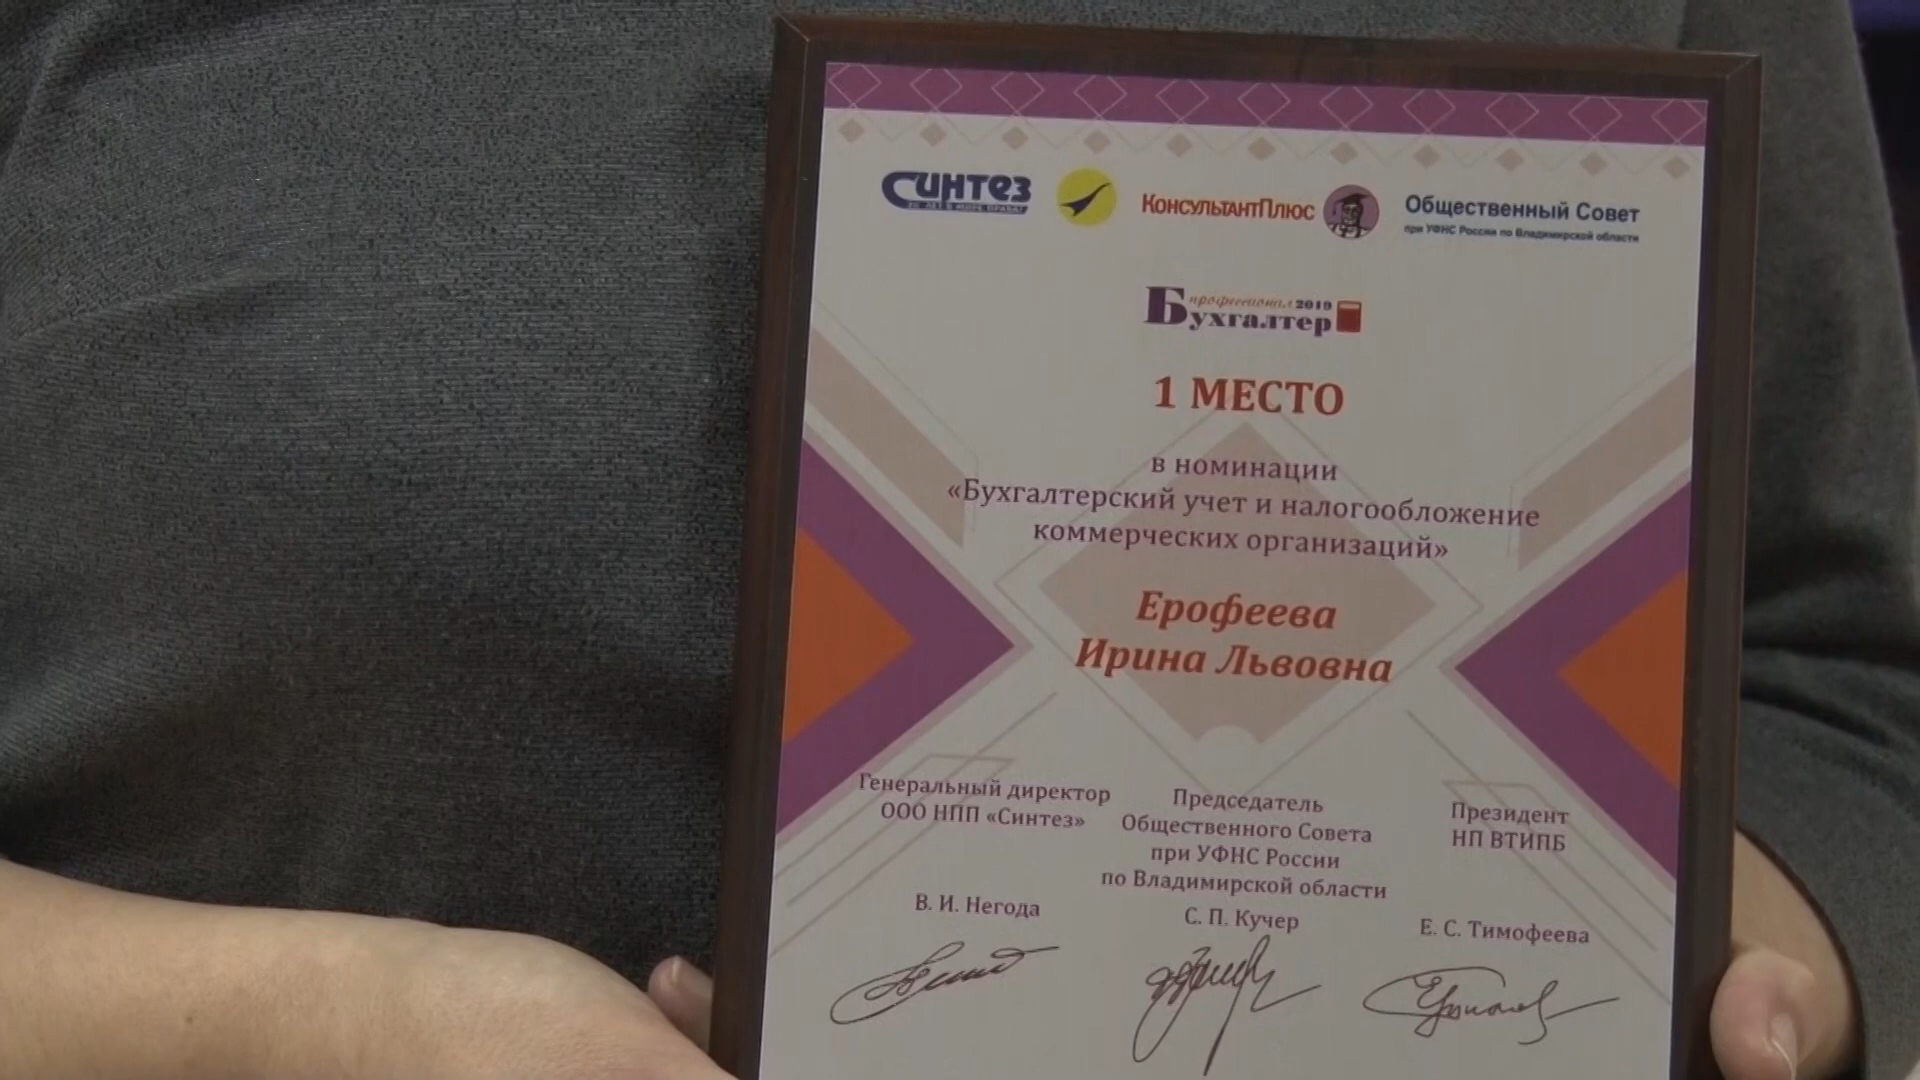 Синтез
КонсультантПлюс
Общественный Совет
при УФНС России по Владимирской области
профессионал 2019
Бухгалтер
1 МЕСТО
в номинации
«Бухгалтерский учет и налогообложение
коммерческих организаций»
Ерофеева
Ирина Львовна
Генеральный директор
ООО НПП «Синтез»
В. И. Негода
Председатель
Общественного Совета
при УФНС России
по Владимирской области
С. П. Кучер
Президент
НП ВТИПБ
Е. С. Тимофеева